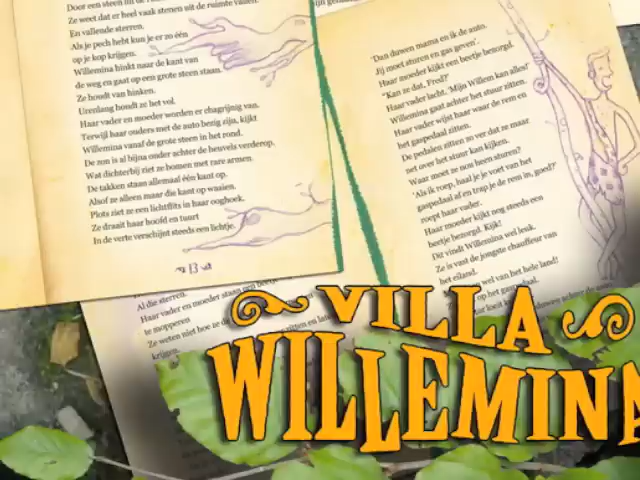 Door een steen uit de
Ze weet dat er heel vaak stenen uit de ruimte vallen.
En vallende sterren.
Als je pech hebt kun je er zo één
op je kop krijgen.
Willemina hinkt naar de kant van
de weg en gaat op een grote steen staan.
Ze houdt van hinken.
Urenlang houdt ze het vol.
Haar vader en moeder worden er chagrijnig van.
Terwijl haar ouders met de auto bezig zijn, kijkt
Willemina vanaf de grote steen in het rond.
De zon is al bijna onder achter de heuvels verderop.
Wat dichterbij ziet ze bomen met rare armen.
De takken staan allemaal één kant op.
Alsof ze alleen maar die kant op waaien.
Plots ziet ze een lichtflits in haar ooghoek.
Ze draait haar hoofd en tuurt
In de verte verschijnt steeds een lichtje.
13
'Dan duwen mama en ik de auto.
Jij moet sturen en gas geven'.
Haar moeder kijkt een beetje bezorgd.
'Kan ze dat, Fred?'
Haar vader lacht. 'Mijn Willem kan alles!'
Willemina gaat achter het stuur zitten.
Haar vader wijst haar waar de rem en
het gaspedaal zitten.
De pedalen zitten zo ver dat ze maar
net over het stuur kan kijken.
Waar moet ze nou heen sturen?
'Als ik roep, haal je je voet van het
gaspedaal af en trap je de rem in, goed?'
roept haar vader.
Haar moeder kijkt nog steeds een
beetje bezorgd. Kijk!
Dit vindt Willemina wel leuk.
Ze is vast de jongste chauffeur van
het eiland.
wel van het hele land!
op het gaspedaal.
Al die sterren.
Haar vader en moeder staan een
te mopperen
Ze weten niet hoe ze
krijgen.
VILLA
WILLEMINA